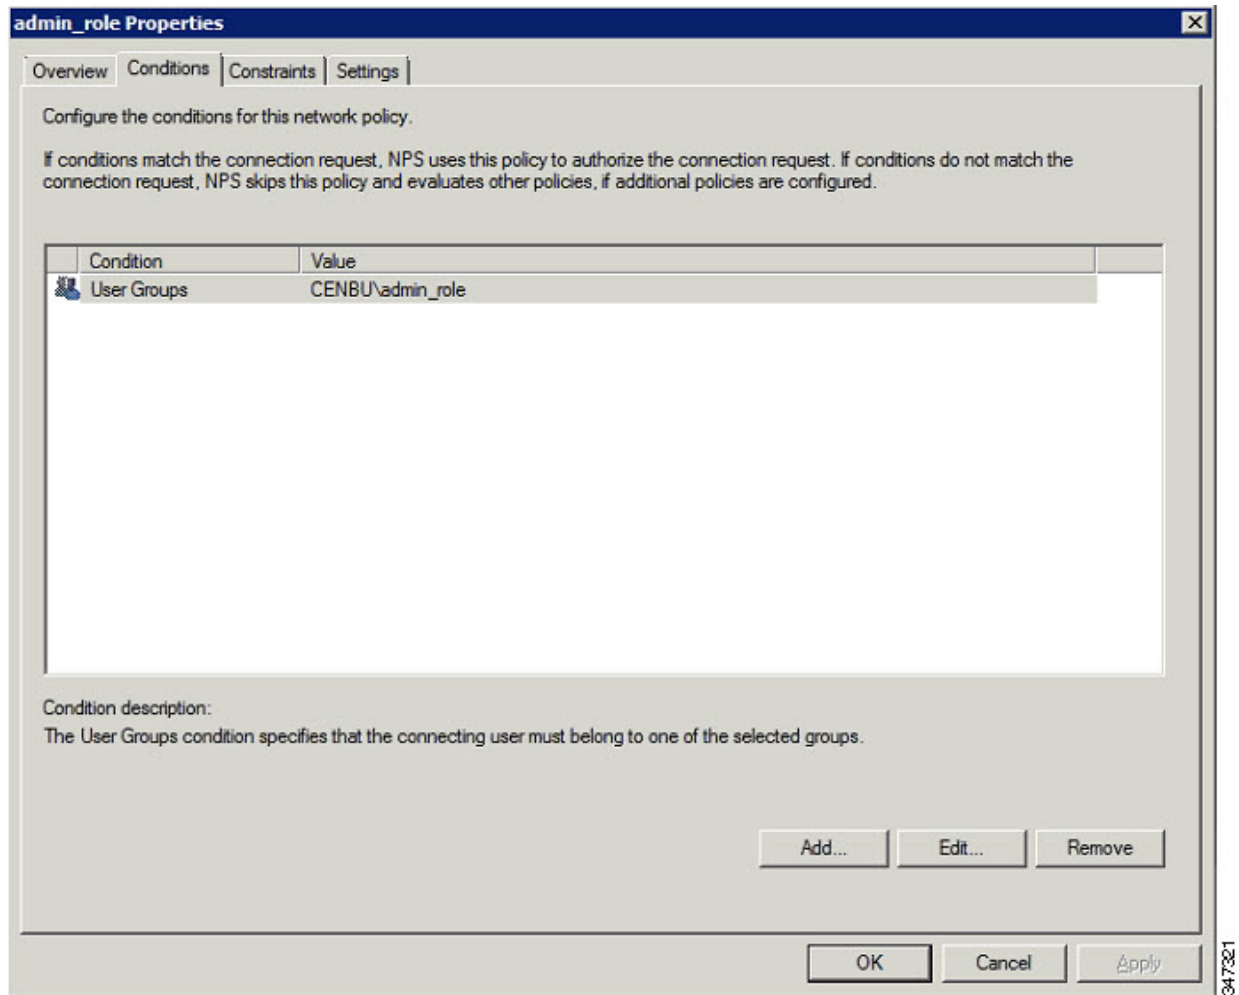 admin_role Properties
Overview Conditions Constraints Settings
Configure the conditions for this network policy.
If conditions match the connection request, NPS uses this policy to authorize the connection request. If conditions do not match the
connection request, NPS skips this policy and evaluates other policies, if additional policies are configured.
Condition Value
User Groups CENBU\admin_role
Condition description:
The User Groups condition specifies that the connecting user must belong to one of the selected groups.
Add... Edit... Remove
OK Cancel Apply
347321